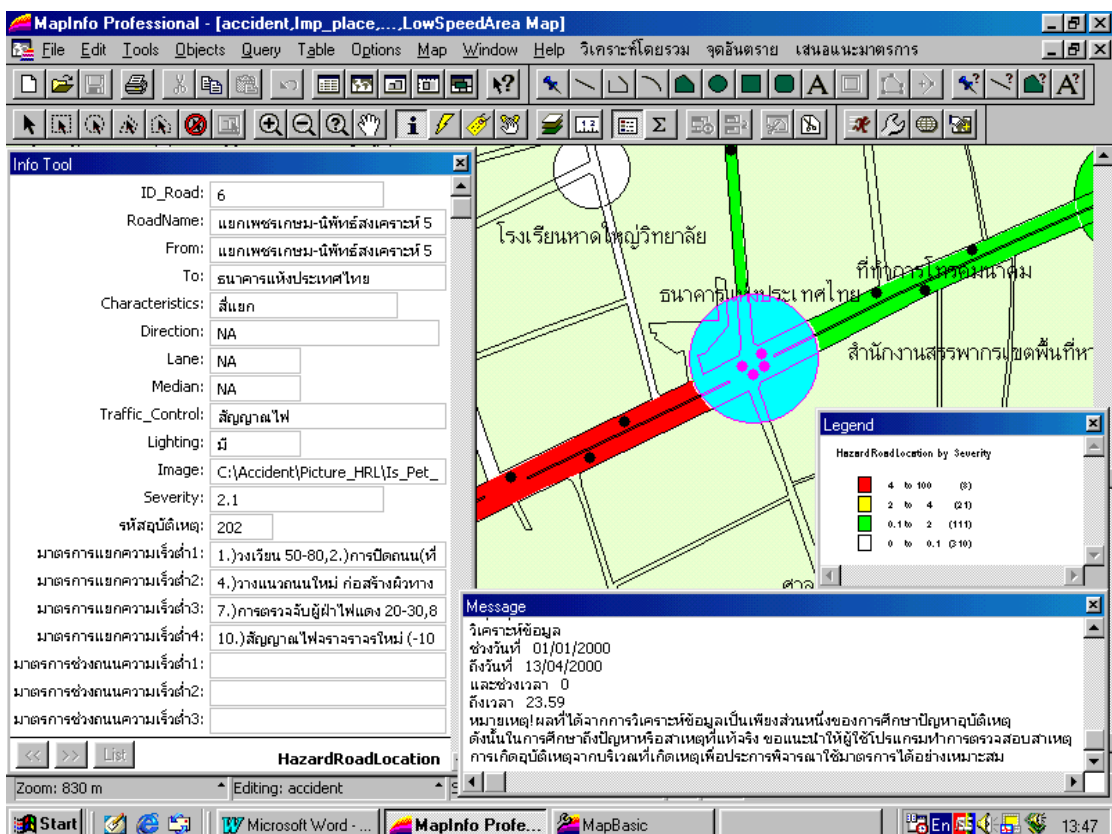 MapInfo Professional - [accident,Imp_place,...,LowSpeedArea Map]
File Edit Tools Objects Query Table Options Map Window Help วิเคราะห์โดยรวม จุดอันตราย เสนอแนะมาตรการ
Info Tool
ID_Road: 6
RoadName: แยกเพชรเกษม-นิพัทธ์สงเคราะห์ 5
From: แยกเพชรเกษม-นิพัทธ์สงเคราะห์ 5
To: ธนาคารแห่งประเทศไทย
Characteristics: สี่แยก
Direction: NA
Lane: NA
Median: NA
Traffic_Control: สัญญาณไฟ
Lighting: มี
Image: C:\Accident\Picture_HRL\Is_Pet_
Severity: 2.1
รหัสอุบัติเหตุ: 202
มาตรการแยกความเร็วต่ำ1: 1.)วงเวียน 50-80,2.)การปิดถนน(ที่
มาตรการแยกความเร็วต่ำ2: 4.)วางแนวถนนใหม่ ก่อสร้างผิวทาง
มาตรการแยกความเร็วต่ำ3: 7.)การตรวจจับผู้ฝ่าไฟแดง 20-30,8
มาตรการแยกความเร็วต่ำ4: 10.)สัญญาณไฟจราจรใหม่ (-10
มาตรการช่วงถนนความเร็วต่ำ1:
มาตรการช่วงถนนความเร็วต่ำ2:
มาตรการช่วงถนนความเร็วต่ำ3:
<< >> List HazardRoadLocation
โรงเรียนหาดใหญ่วิทยาลัย
ที่ทำการโทรคมนาคม
ธนาคารแห่งประเทศไทย
สำนักงานสรรพากรเขตพื้นที่หา
ศาล
Legend
HazardRoadLocation by Severity
4 to 100 (8)
2 to 4 (21)
0.1 to 2 (111)
0 to 0.1 (310)
Message
วิเคราะห์ข้อมูล
ช่วงวันที่ 01/01/2000
ถึงวันที่ 13/04/2000
และช่วงเวลา 0
ถึงเวลา 23.59
หมายเหตุ! ผลที่ได้จากการวิเคราะห์ข้อมูลเป็นเพียงส่วนหนึ่งของการศึกษาปัญหาอุบัติเหตุ
ดังนั้นในการศึกษาถึงปัญหาหรือสาเหตุที่แท้จริง ขอแนะนำให้ผู้ใช้โปรแกรมทำการตรวจสอบสาเหตุ
การเกิดอุบัติเหตุจากบริเวณที่เกิดเหตุเพื่อประการพิจารณาใช้มาตรการได้อย่างเหมาะสม
Zoom: 830 m Editing: accident
Start Microsoft Word - ... MapInfo Profe... MapBasic En 13:47